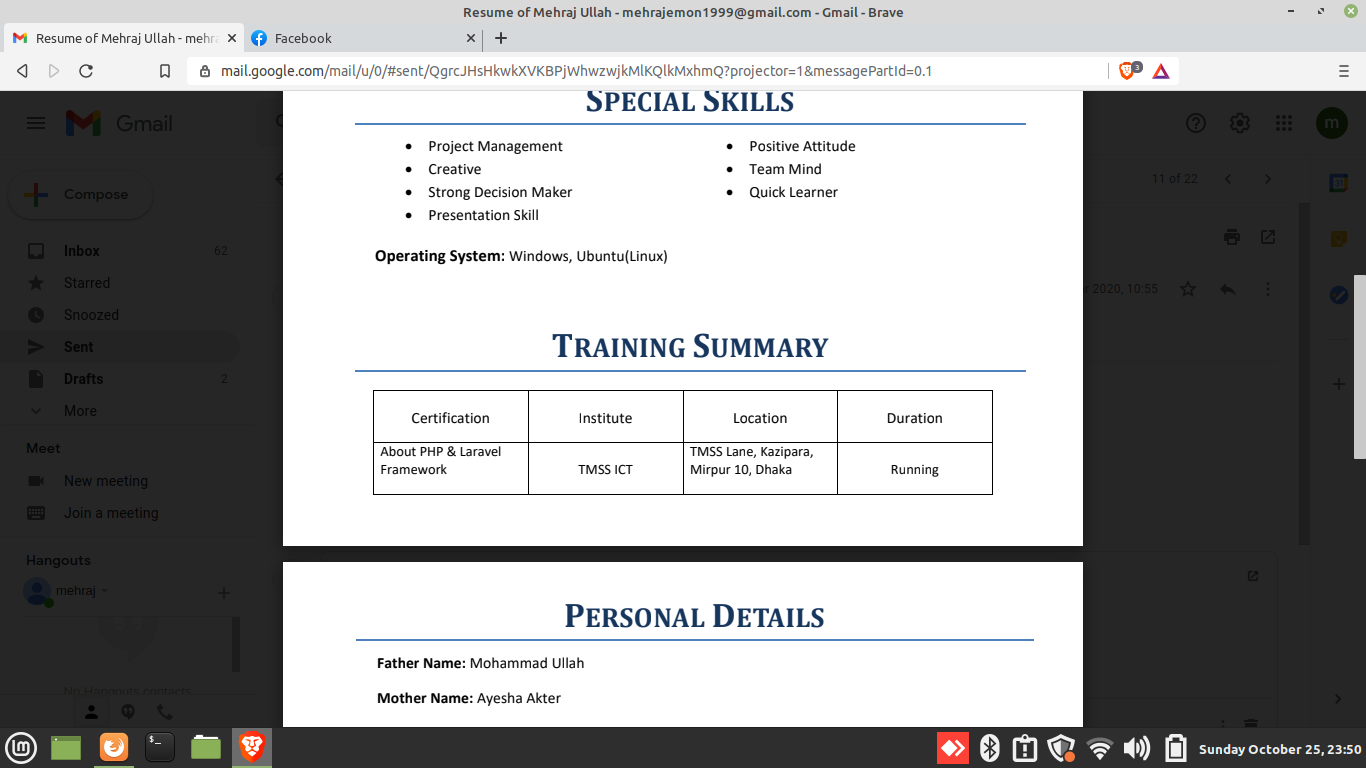 Resume of Mehraj Ullah - mehrajemon1999@gmail.com - Gmail - Brave
Resume of Mehraj Ullah - mehra
Facebook
mail.google.com/mail/u/0/#sent/QgrcJHsHkwkXVKBPjWhwzwjkMlKQlkMxhmQ?projector=1&messagePartId=0.1
3
Gmail
m
Compose
11 of 22
Inbox 62
Starred
Snoozed
2020, 10:55
Sent
Drafts 2
More
Meet
New meeting
Join a meeting
Hangouts
mehraj
No Hangouts contacts
SPECIAL SKILLS
• Project Management
• Creative
• Strong Decision Maker
• Presentation Skill
• Positive Attitude
• Team Mind
• Quick Learner
Operating System: Windows, Ubuntu(Linux)
TRAINING SUMMARY
Certification Institute Location Duration
About PHP & Laravel Framework TMSS ICT TMSS Lane, Kazipara, Mirpur 10, Dhaka Running
PERSONAL DETAILS
Father Name: Mohammad Ullah
Mother Name: Ayesha Akter
Sunday October 25, 23:50